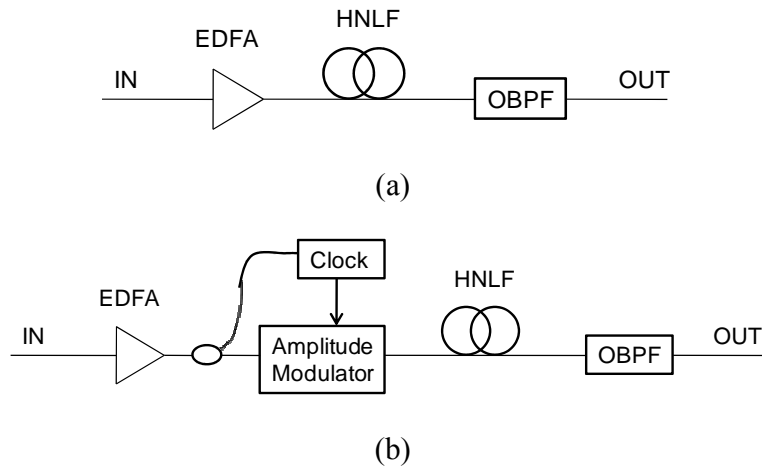 HNLF
EDFA
IN
OBPF
OUT
(a)
Clock
HNLF
EDFA
IN
Amplitude
Modulator
OBPF
OUT
(b)